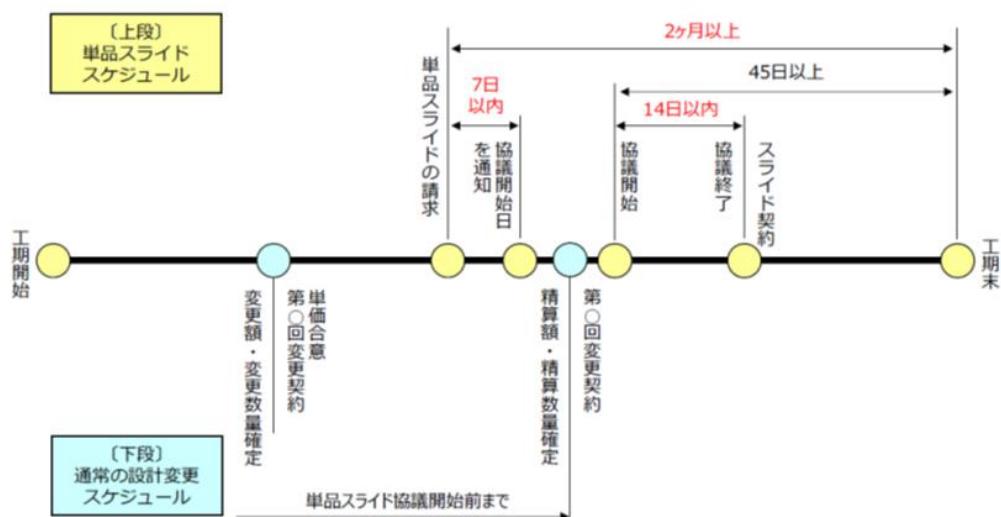 〔上段〕
単品スライド
スケジュール
2ヶ月以上
45日以上
7日
以内
14日以内
単品スライドの請求
協議開始日
を通知
協議開始
協議終了
スライド契約
工期開始
工期末
単価合意
第○回変更契約
変更額・変更数量確定
第○回変更契約
精算額・精算数量確定
〔下段〕
通常の設計変更
スケジュール
単品スライド協議開始前まで